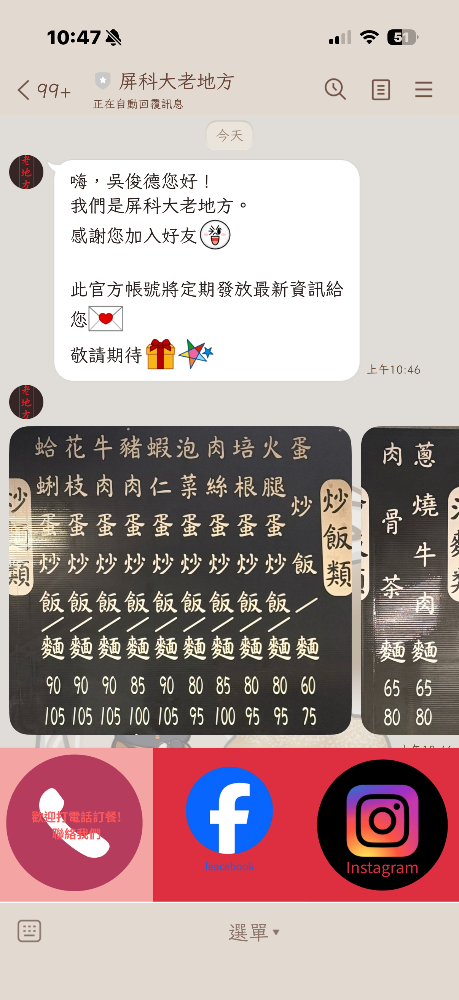 10:47
51
99+
屏科大老地方
正在自動回覆訊息
今天
老地方
嗨，吳俊德您好！
我們是屏科大老地方。
感謝您加入好友
此官方帳號將定期發放最新資訊給
您
敬請期待
上午10:46
老地方
炒飯類
蛋炒飯／麵 60 75
火腿蛋炒飯／麵 80 95
培根蛋炒飯／麵 80 95
肉絲蛋炒飯／麵 85 100
泡菜蛋炒飯／麵 80 95
蝦仁蛋炒飯／麵 90 105
豬肉蛋炒飯／麵 85 100
牛肉蛋炒飯／麵 90 105
花枝蛋炒飯／麵 90 105
蛤蜊蛋炒飯／麵 90 105
炒
類
蔥燒牛肉麵 65 80
肉骨茶麵 65 80
歡迎打電話訂餐!
聯絡我們
feacebook
Instagram
選單